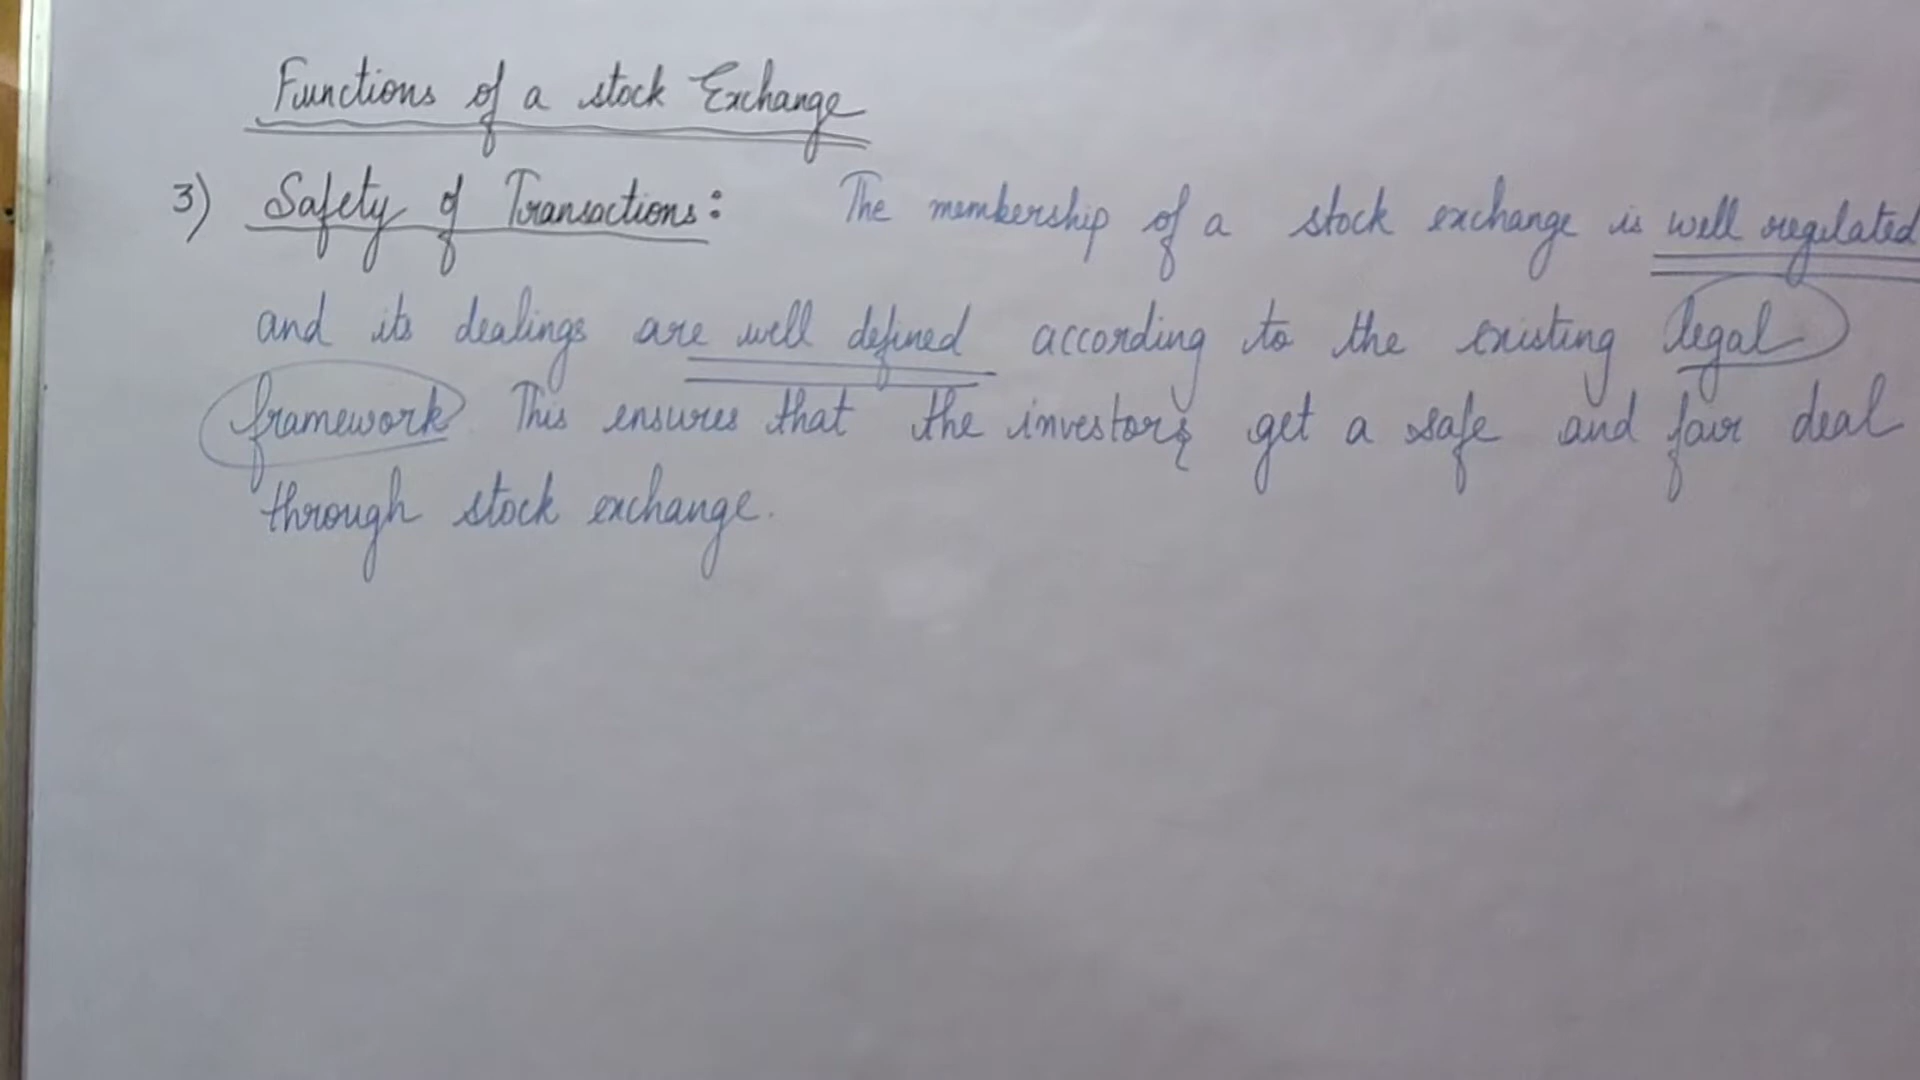 Functions of a stock Exchange
3) Safety of Transactions: The membership of a stock exchange is well regulated
and its dealings are well defined according to the existing legal
framework This ensures that the investors get a safe and fair deal
through stock exchange.